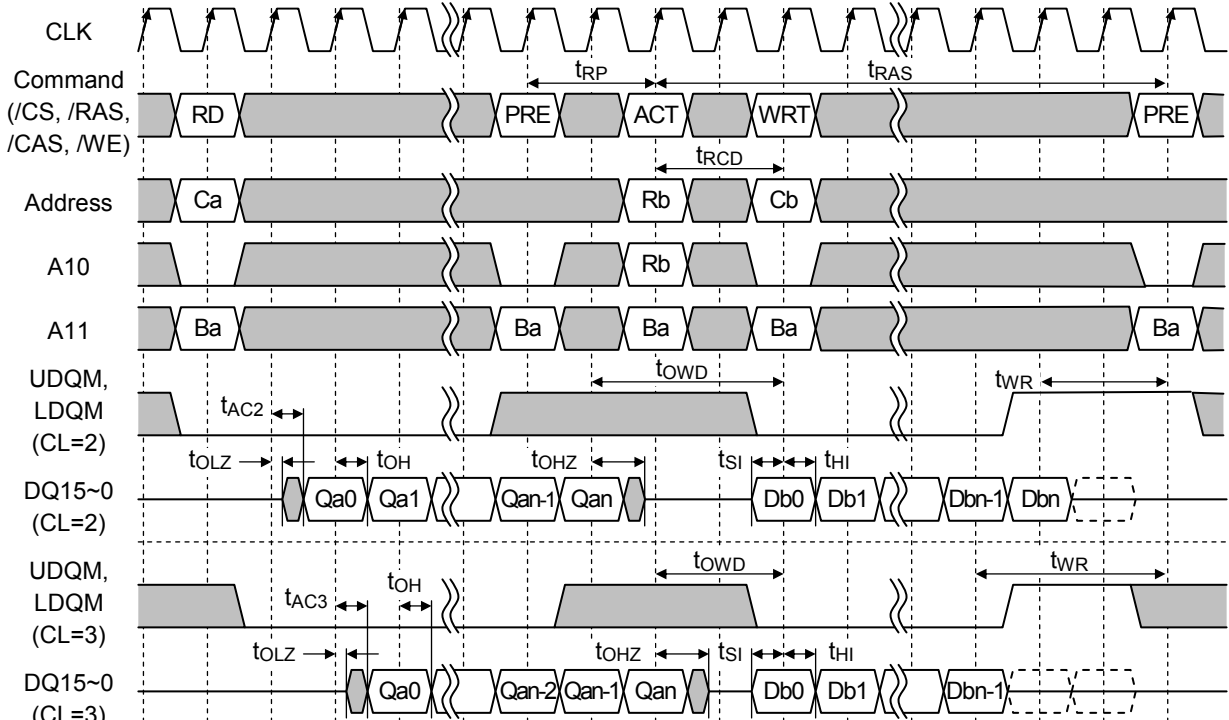 CLK
Command
(/CS, /RAS,
/CAS, /WE)
tRP
tRAS
RD
PRE
ACT
WRT
PRE
tRCD
Address
Ca
Rb
Cb
A10
Rb
A11
Ba
Ba
Ba
Ba
Ba
UDQM,
LDQM
(CL=2)
tAC2
tOWD
tWR
tOLZ
tOH
tOHZ
tSI
tHI
DQ15~0
(CL=2)
Qa0
Qa1
Qan-1
Qan
Db0
Db1
Dbn-1
Dbn
UDQM,
LDQM
(CL=3)
tAC3
tOH
tOWD
tWR
tOLZ
tOHZ
tSI
tHI
DQ15~0
(CL=3)
Qa0
Qan-2
Qan-1
Qan
Db0
Db1
Dbn-1